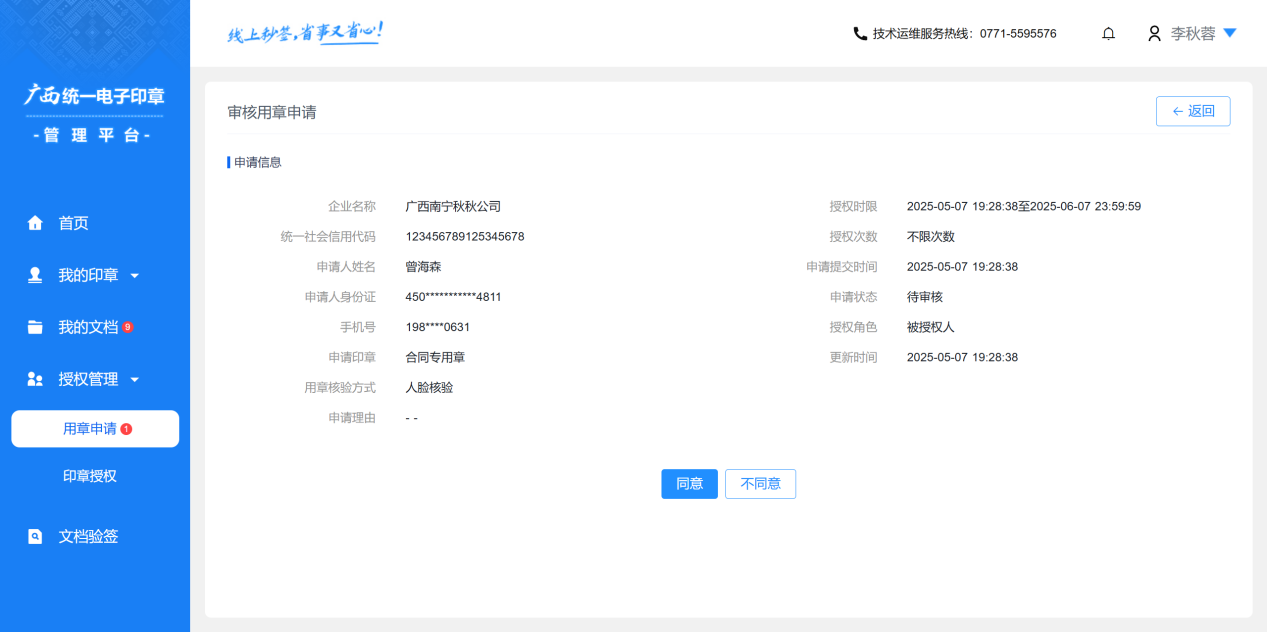 线上秒签,省事又省心!
技术运维服务热线：0771-5595576
李秋蓉
广西统一电子印章
-管理平台-
首页
我的印章
我的文档 9
授权管理
用章申请 1
印章授权
文档验签
审核用章申请
返回
申请信息
企业名称 广西南宁秋秋公司
授权时限 2025-05-07 19:28:38至2025-06-07 23:59:59
统一社会信用代码 123456789125345678
授权次数 不限次数
申请人姓名 曾海森
申请提交时间 2025-05-07 19:28:38
申请人身份证 450***********4811
申请状态 待审核
手机号 198****0631
授权角色 被授权人
申请印章 合同专用章
更新时间 2025-05-07 19:28:38
用章核验方式 人脸核验
申请理由 - -
同意 不同意